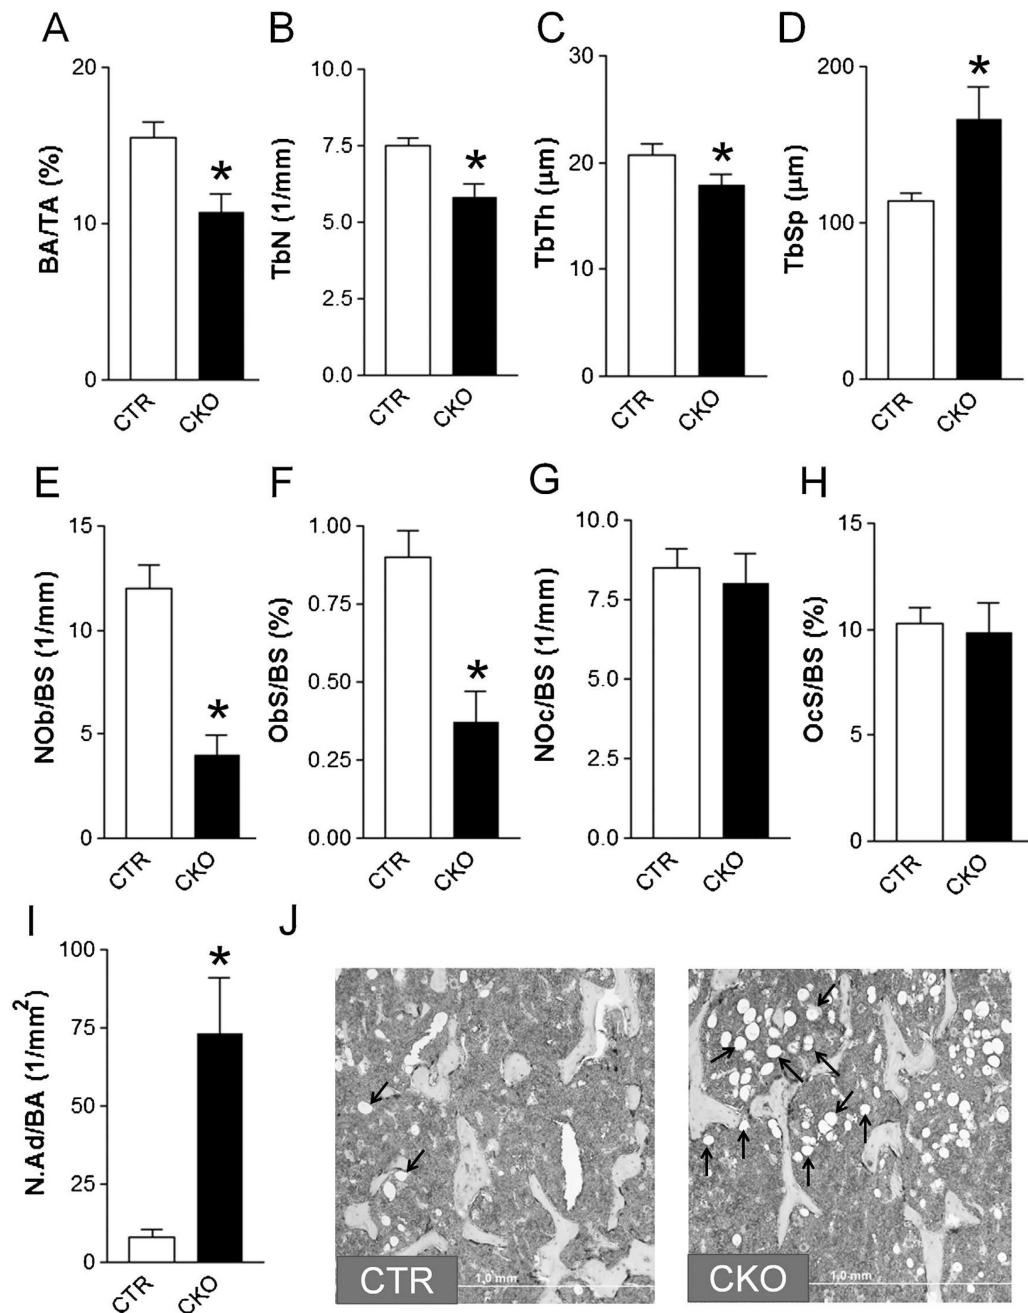 A
B
C
D
BA/TA (%)
20
10
0
CTR
CKO
*
TbN (1/mm)
10.0
7.5
5.0
2.5
0.0
CTR
CKO
*
TbTh (μm)
30
20
10
0
CTR
CKO
*
TbSp (μm)
200
100
0
CTR
CKO
*
E
F
G
H
NOb/BS (1/mm)
15
10
5
0
CTR
CKO
*
ObS/BS (%)
1.00
0.75
0.50
0.25
0.00
CTR
CKO
*
NOc/BS (1/mm)
10.0
7.5
5.0
2.5
0.0
CTR
CKO
OcS/BS (%)
15
10
5
0
CTR
CKO
I
J
N.Ad/BA (1/mm²)
100
75
50
25
0
CTR
CKO
*
CTR
1,0 mm
CKO
1,0 mm